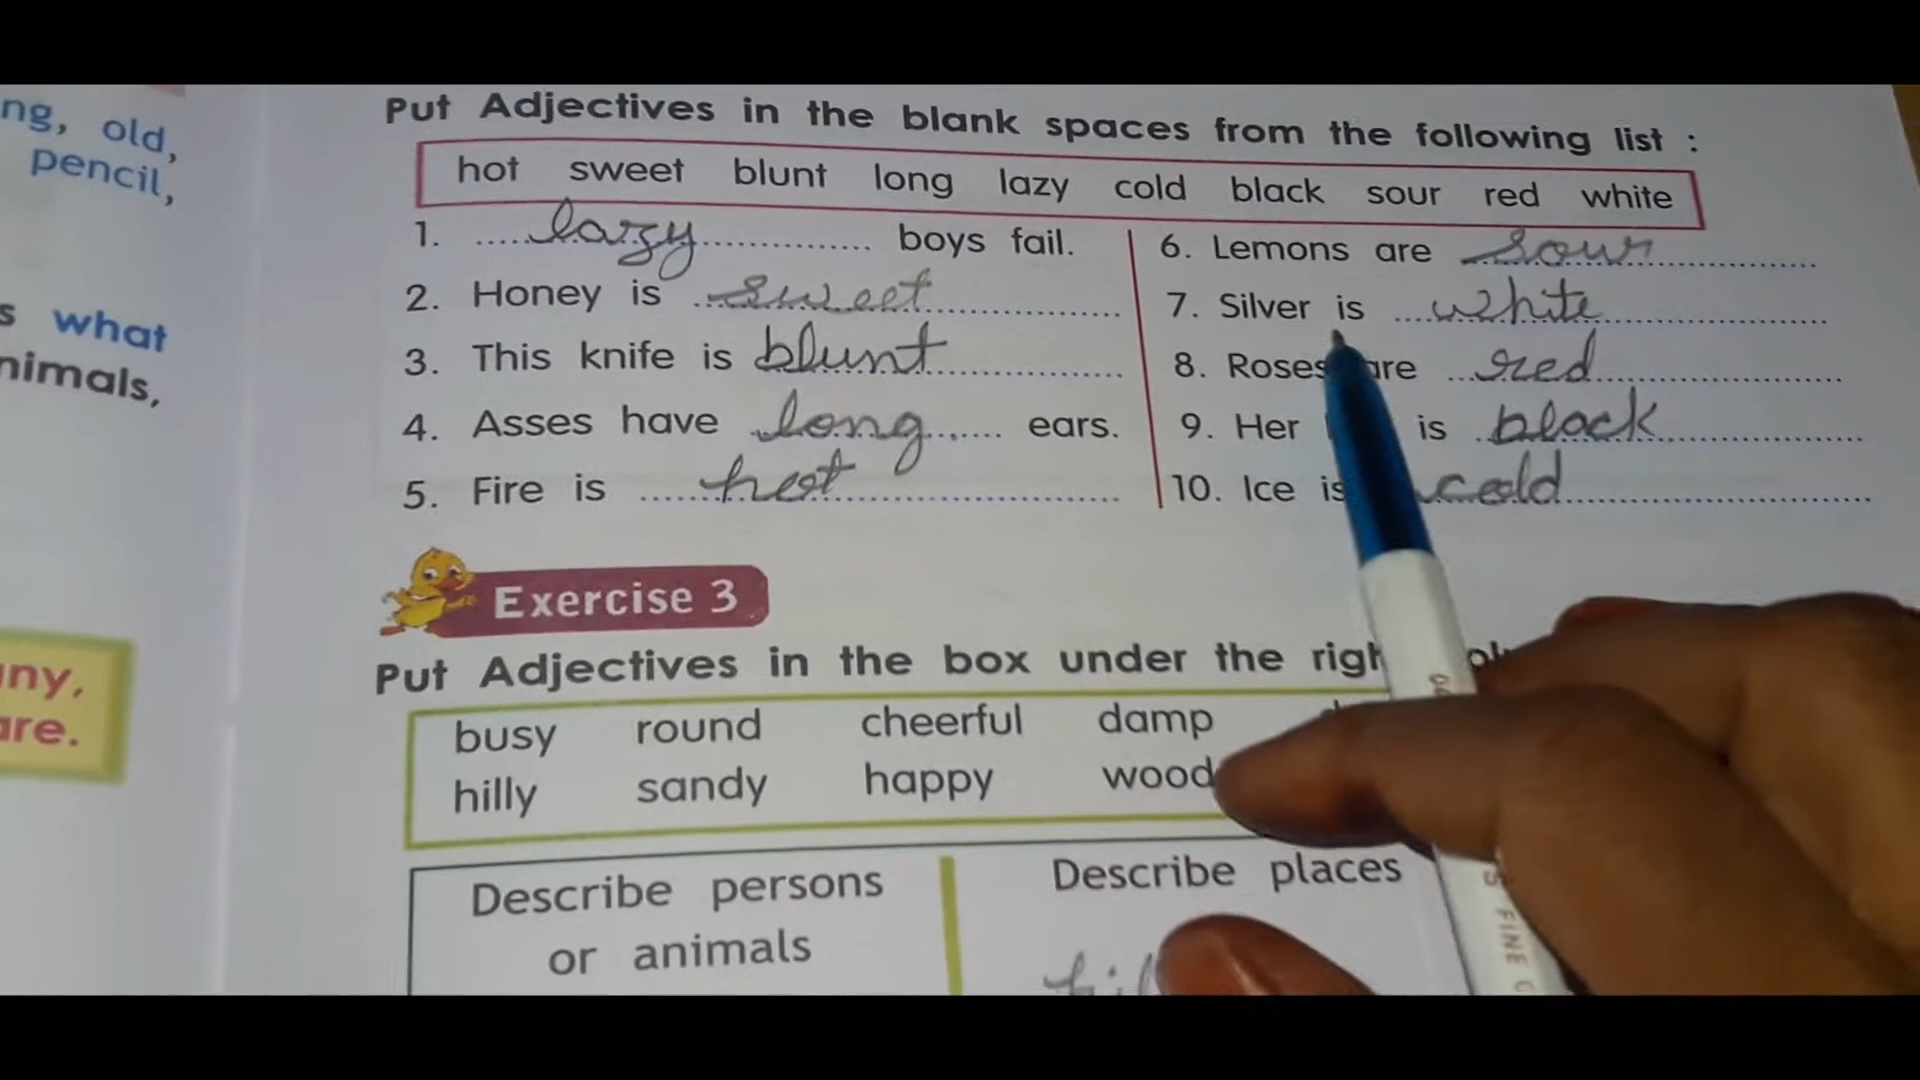 ng, old,
pencil,
s what
nimals,
ny,
are.
Put Adjectives in the blank spaces from the following list :
hot sweet blunt long lazy cold black sour red white
1. lazy boys fail.
2. Honey is sweet
3. This knife is blunt
4. Asses have long ears.
5. Fire is hot
6. Lemons are sour
7. Silver is white
8. Roses are red
9. Her is black
10. Ice is cold
Exercise 3
Put Adjectives in the box under the righ
busy round cheerful damp
hilly sandy happy wood
Describe persons
or animals
Describe places
FINE